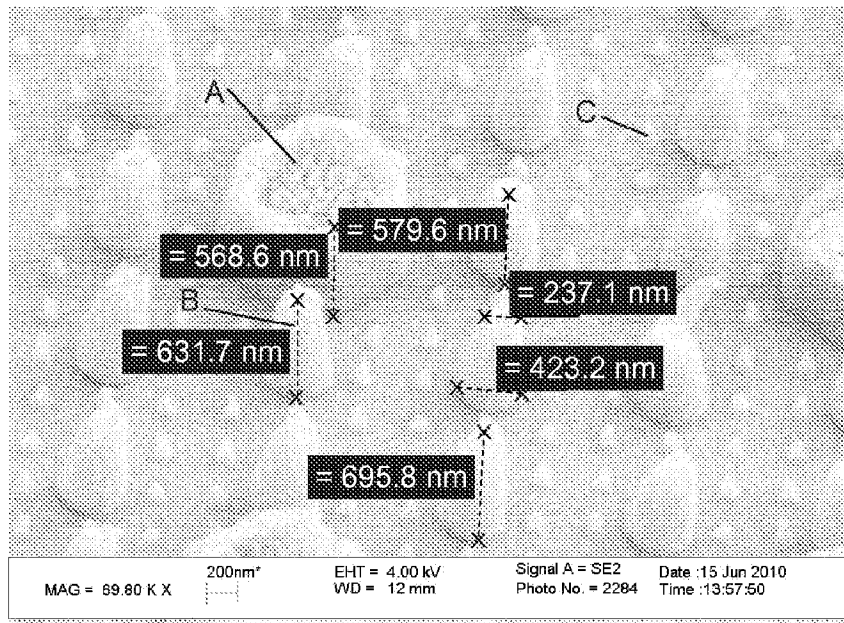 A
C
= 579.6 nm
= 568.6 nm
= 237.1 nm
B
= 631.7 nm
= 423.2 nm
= 695.8 nm
MAG = 69.80 K X
200nm*
EHT = 4.00 kV
WD = 12 mm
Signal A = SE2
Photo No. = 2284
Date :15 Jun 2010
Time :13:57:50